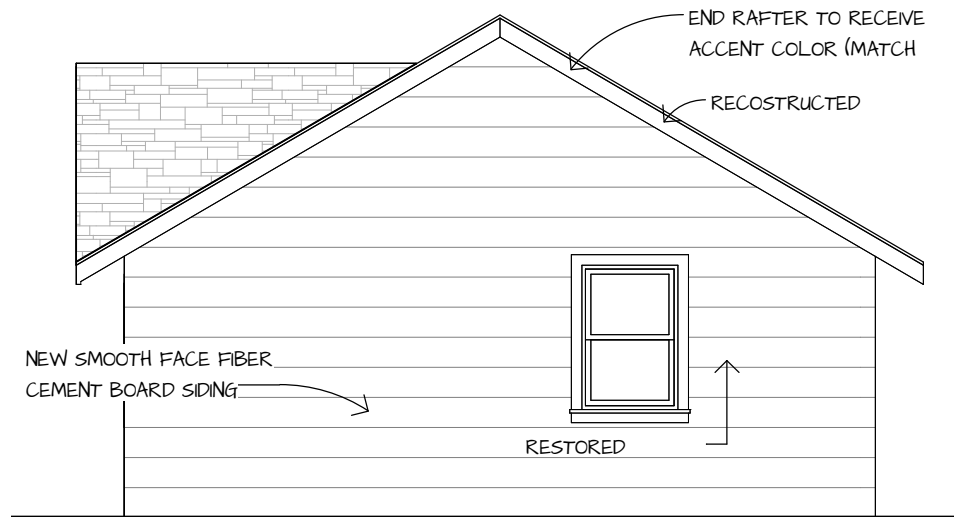 END RAFTER TO RECEIVE
ACCENT COLOR (MATCH
RECOSTRUCTED
NEW SMOOTH FACE FIBER
CEMENT BOARD SIDING
RESTORED